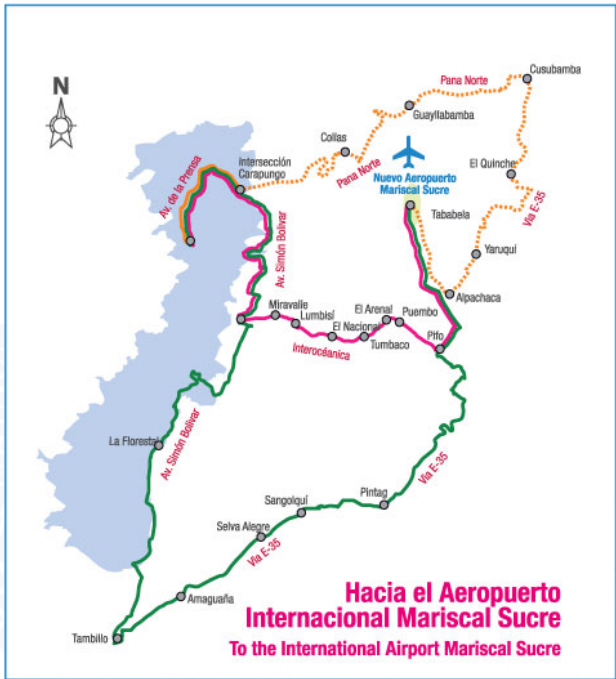 N
Cusubamba
Pana Norte
Guayllabamba
Collas
Pana Norte
Nuevo Aeropuerto
Mariscal Sucre
El Quinche
Vía E-35
Intersección
Carapungo
Av. de la Prensa
Tababela
Yaruquí
Av. Simón Bolívar
Alpachaca
Miravalle
Lumbisí
El Arenal
Puembo
El Nacional
Tumbaco
Pifo
Interocéanica
La Florestal
Av. Simón Bolívar
Vía E-35
Pintag
Sangolquí
Selva Alegre
Vía E-35
Amaguaña
Tambillo
Hacia el Aeropuerto
Internacional Mariscal Sucre
To the International Airport Mariscal Sucre